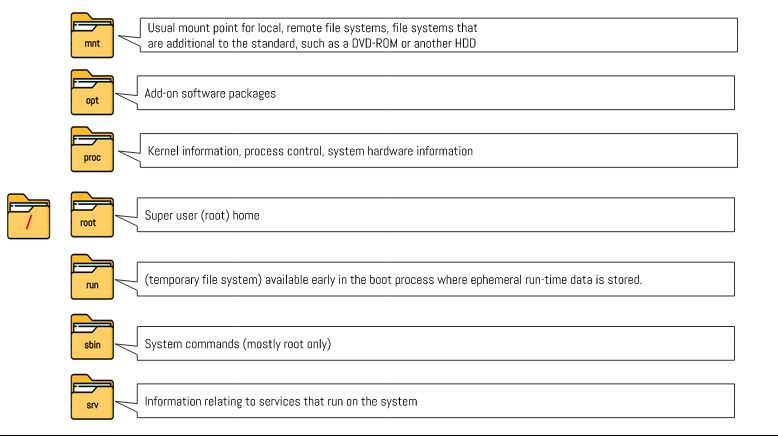 mnt
Usual mount point for local, remote file systems, file systems that
are additional to the standard, such as a DVD-ROM or another HDD
opt
Add-on software packages
proc
Kernel information, process control, system hardware information
/
root
Super user (root) home
run
(temporary file system) available early in the boot process where ephemeral run-time data is stored.
sbin
System commands (mostly root only)
srv
Information relating to services that run on the system